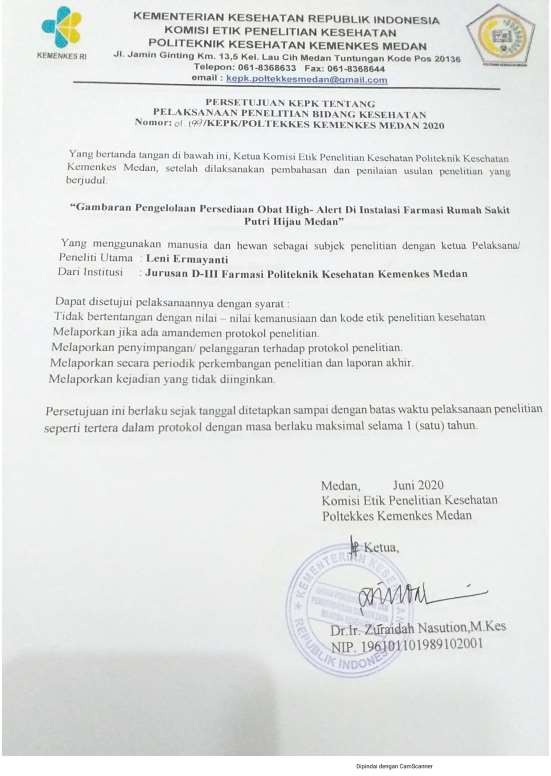 KEMENTERIAN KESEHATAN REPUBLIK INDONESIA
KOMISI ETIK PENELITIAN KESEHATAN
POLITEKNIK KESEHATAN KEMENKES MEDAN
Jl. Jamin Ginting Km. 13,5 Kel. Lau Cih Medan Tuntungan Kode Pos 20136
Telepon: 061-8368633 Fax: 061-8368644
email : kepk.poltekkesmedan@gmail.com
KEMENKES RI
PERSETUJUAN KEPK TENTANG
PELAKSANAAN PENELITIAN BIDANG KESEHATAN
Nomor: /KEPK/POLTEKKES KEMENKES MEDAN 2020
Yang bertanda tangan di bawah ini, Ketua Komisi Etik Penelitian Kesehatan Politeknik Kesehatan
Kemenkes Medan, setelah dilaksanakan pembahasan dan penilaian usulan penelitian yang
berjudul.
“Gambaran Pengelolaan Persediaan Obat High- Alert Di Instalasi Farmasi Rumah Sakit
Putri Hijau Medan”
Yang menggunakan manusia dan hewan sebagai subjek penelitian dengan ketua Pelaksana/
Peneliti Utama : Leni Ermayanti
Dari Institusi : Jurusan D-III Farmasi Politeknik Kesehatan Kemenkes Medan
Dapat disetujui pelaksanaannya dengan syarat :
Tidak bertentangan dengan nilai – nilai kemanusiaan dan kode etik penelitian kesehatan
Melaporkan jika ada amandemen protokol penelitian.
Melaporkan penyimpangan/ pelanggaran terhadap protokol penelitian.
Melaporkan secara periodik perkembangan penelitian dan laporan akhir.
Melaporkan kejadian yang tidak diinginkan.
Persetujuan ini berlaku sejak tanggal ditetapkan sampai dengan batas waktu pelaksanaan penelitian
seperti tertera dalam protokol dengan masa berlaku maksimal selama 1 (satu) tahun.
Medan, Juni 2020
Komisi Etik Penelitian Kesehatan
Poltekkes Kemenkes Medan
Ketua,
Dr.Ir. Zuraidah Nasution,M.Kes
NIP. 196101101989102001
Dipindai dengan CamScanner